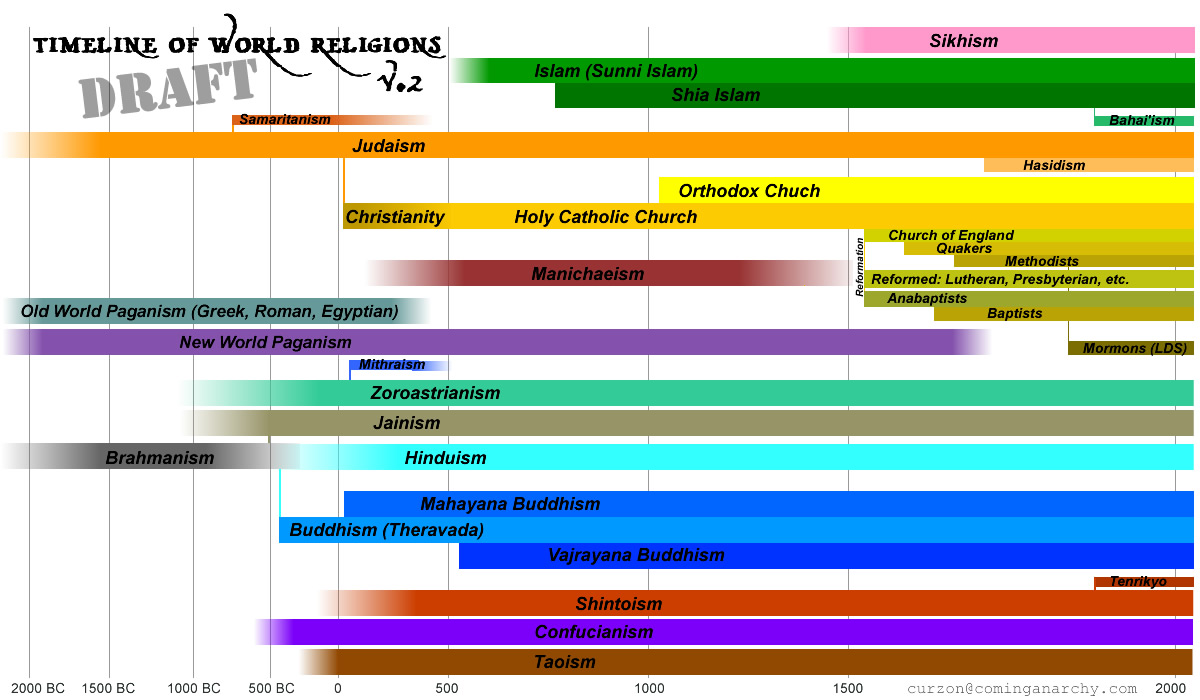 TIMELINE OF WORLD RELIGIONS
v.2
DRAFT
Sikhism
Islam (Sunni Islam)
Shia Islam
Samaritanism
Bahai'ism
Judaism
Hasidism
Orthodox Chuch
Christianity
Holy Catholic Church
Reformation
Church of England
Quakers
Methodists
Manichaeism
Reformed: Lutheran, Presbyterian, etc.
Anabaptists
Baptists
Old World Paganism (Greek, Roman, Egyptian)
New World Paganism
Mormons (LDS)
Mithraism
Zoroastrianism
Jainism
Brahmanism
Hinduism
Mahayana Buddhism
Buddhism (Theravada)
Vajrayana Buddhism
Tenrikyo
Shintoism
Confucianism
Taoism
2000 BC 1500 BC 1000 BC 500 BC 0 500 1000 1500 2000
curzon@cominganarchy.com